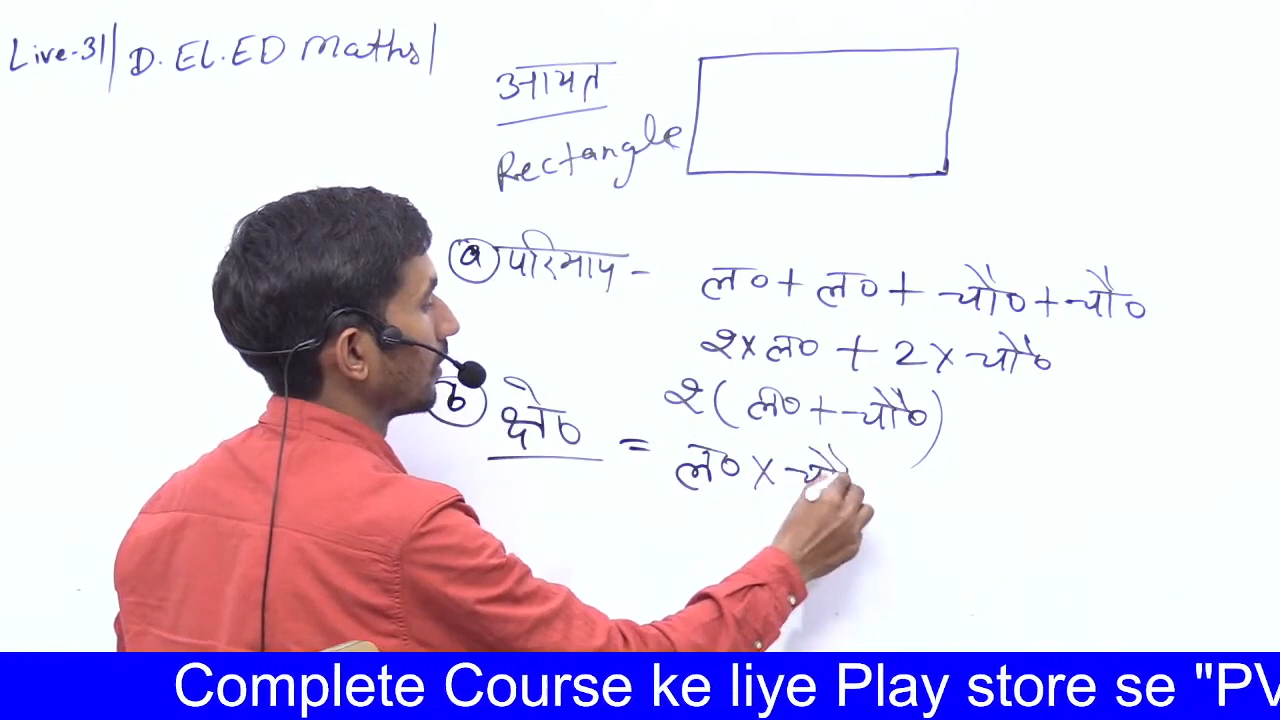 Live-31| D.EL.ED Maths|
आयत
Rectangle
(a) परिमाप - ल० + ल० + चौ० + चौ०
2 x ल० + 2 x चौ०
2 ( ल० + चौ० )
(b) क्षे० = ल० x चौ
Complete Course ke liye Play store se "PV